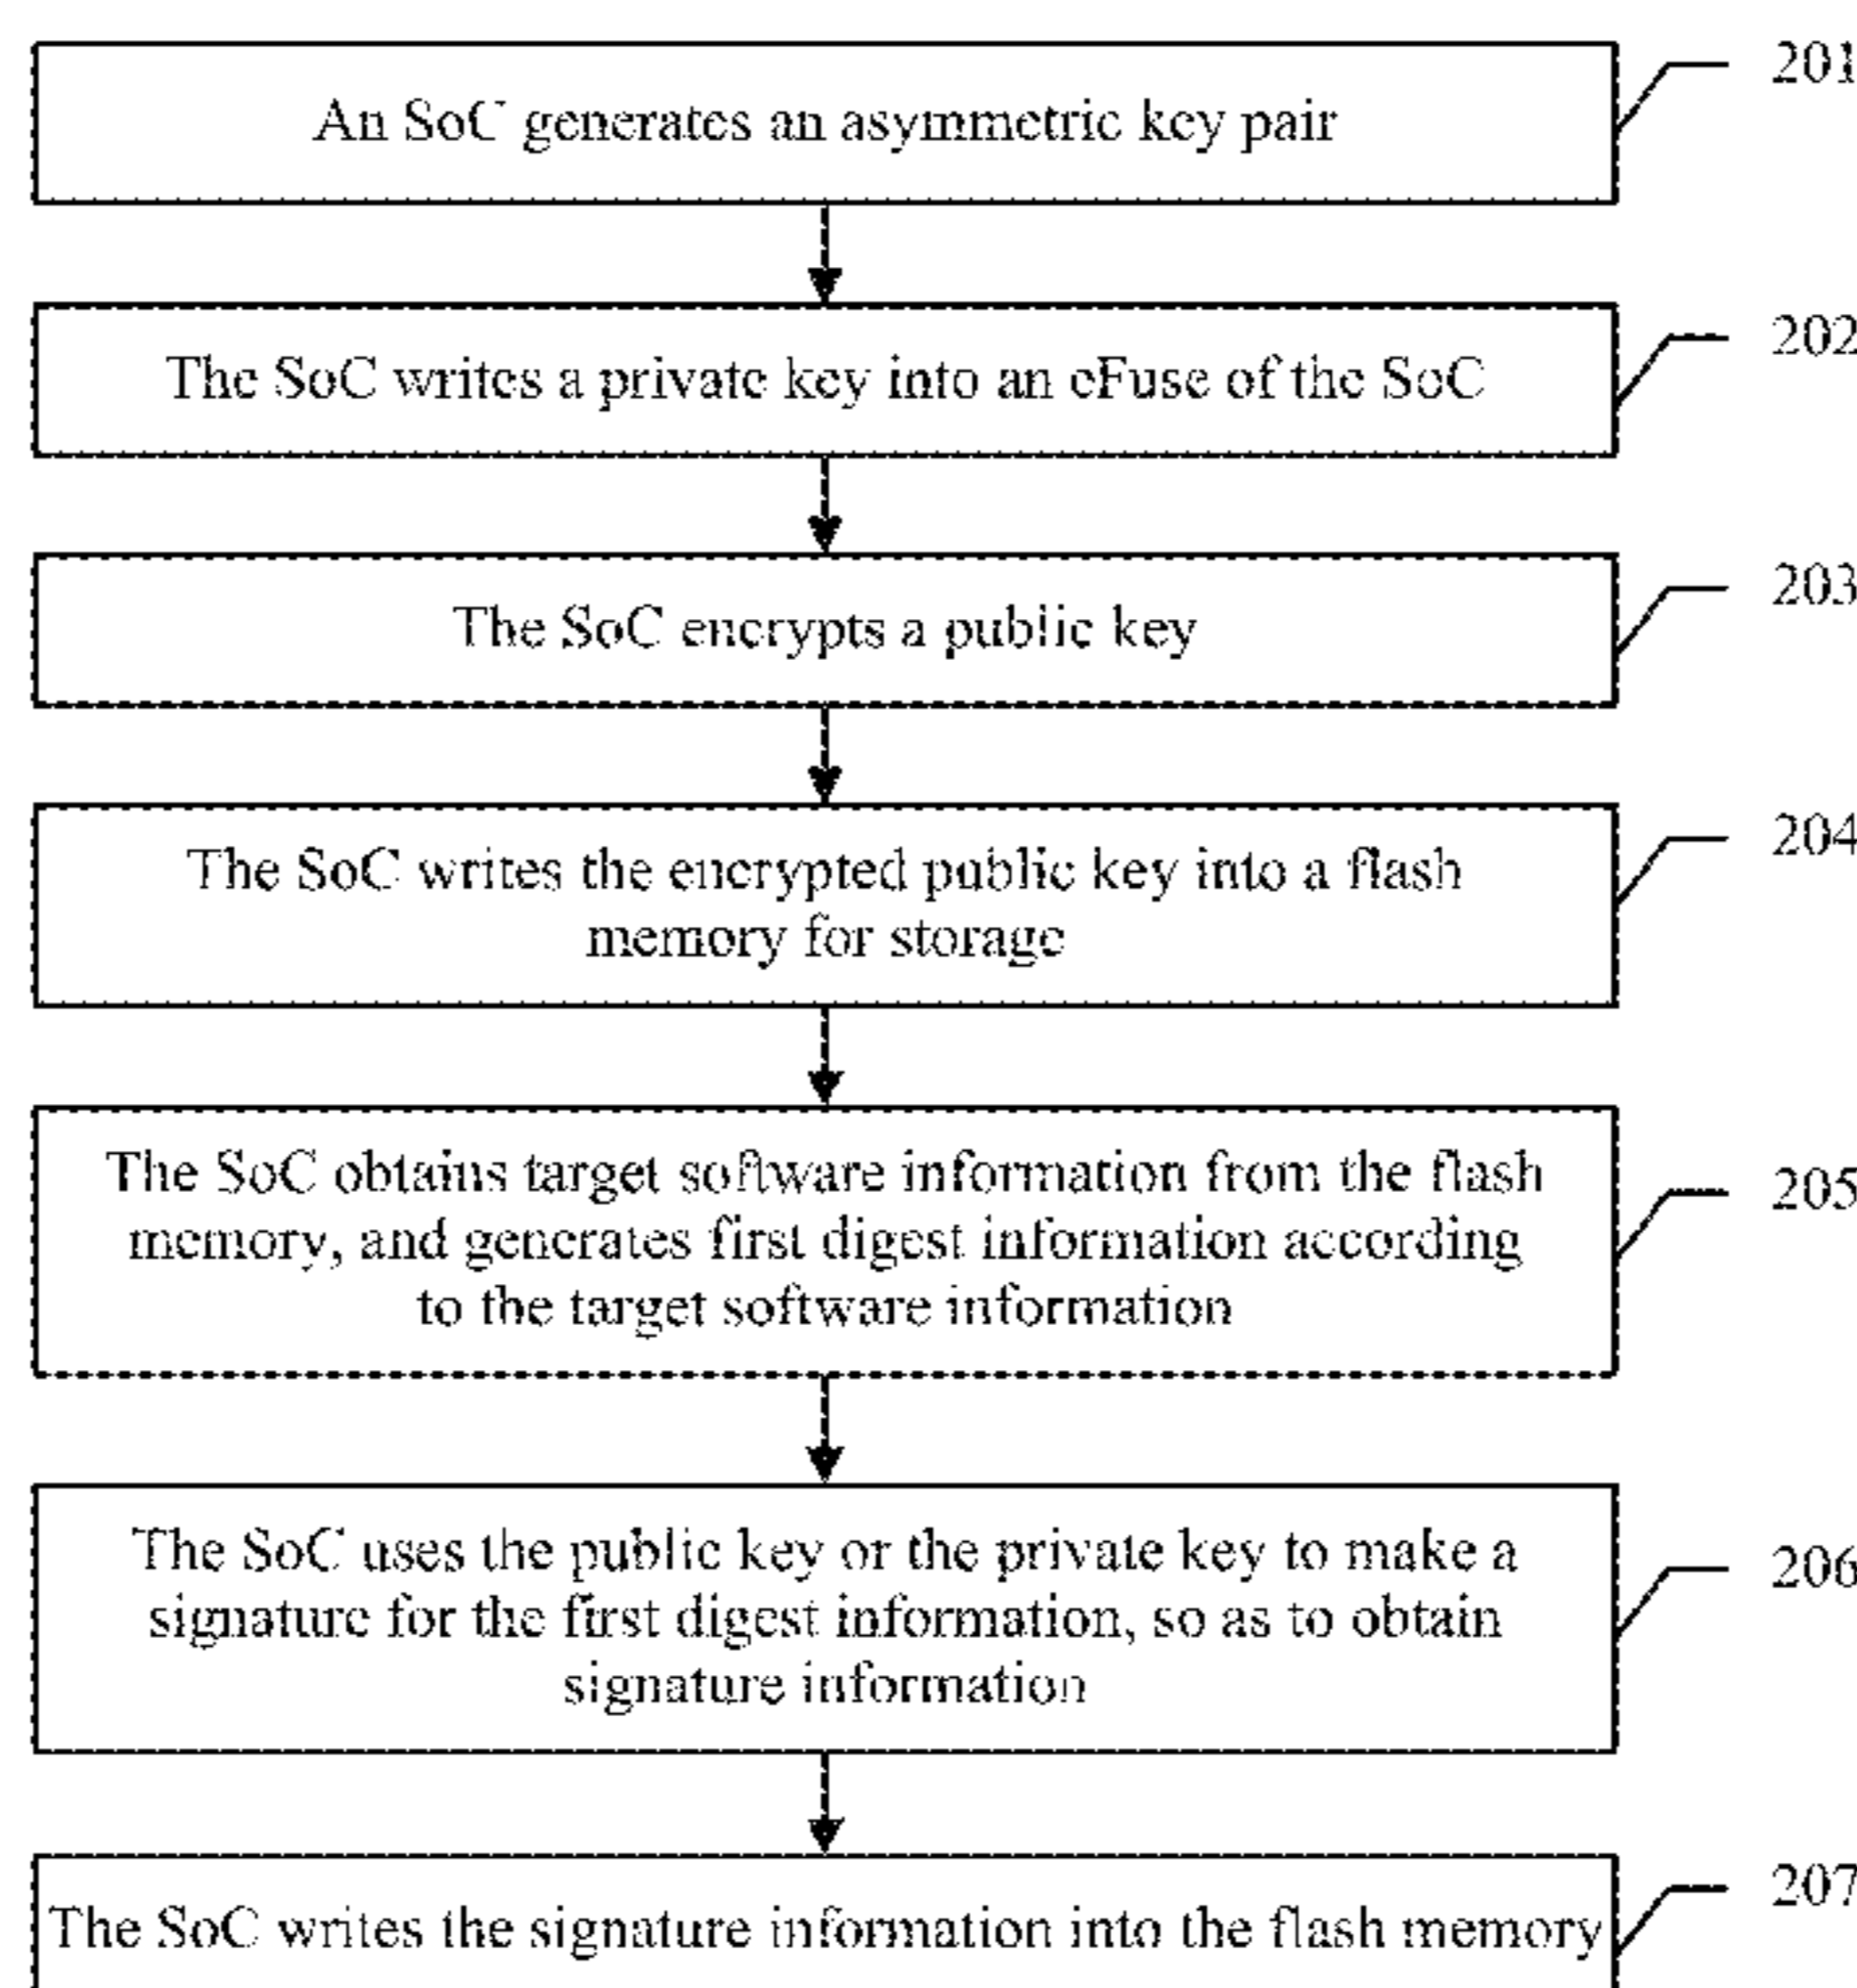 An SoC generates an asymmetric key pair
201
The SoC writes a private key into an eFuse of the SoC
202
The SoC encrypts a public key
203
The SoC writes the encrypted public key into a flash
memory for storage
204
The SoC obtains target software information from the flash
memory, and generates first digest information according
to the target software information
205
The SoC uses the public key or the private key to make a
signature for the first digest information, so as to obtain
signature information
206
The SoC writes the signature information into the flash memory
207